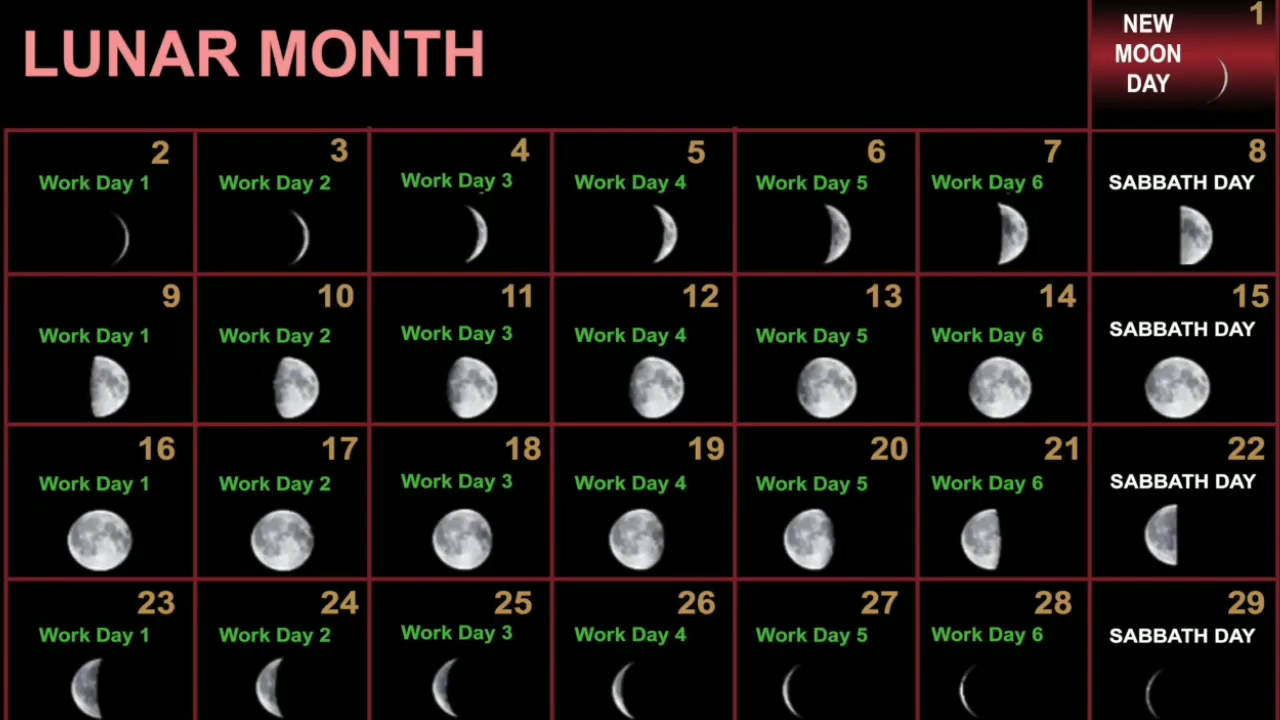 LUNAR MONTH
1
NEW
MOON
DAY
2
Work Day 1
3
Work Day 2
4
Work Day 3
5
Work Day 4
6
Work Day 5
7
Work Day 6
8
SABBATH DAY
9
Work Day 1
10
Work Day 2
11
Work Day 3
12
Work Day 4
13
Work Day 5
14
Work Day 6
15
SABBATH DAY
16
Work Day 1
17
Work Day 2
18
Work Day 3
19
Work Day 4
20
Work Day 5
21
Work Day 6
22
SABBATH DAY
23
Work Day 1
24
Work Day 2
25
Work Day 3
26
Work Day 4
27
Work Day 5
28
Work Day 6
29
SABBATH DAY